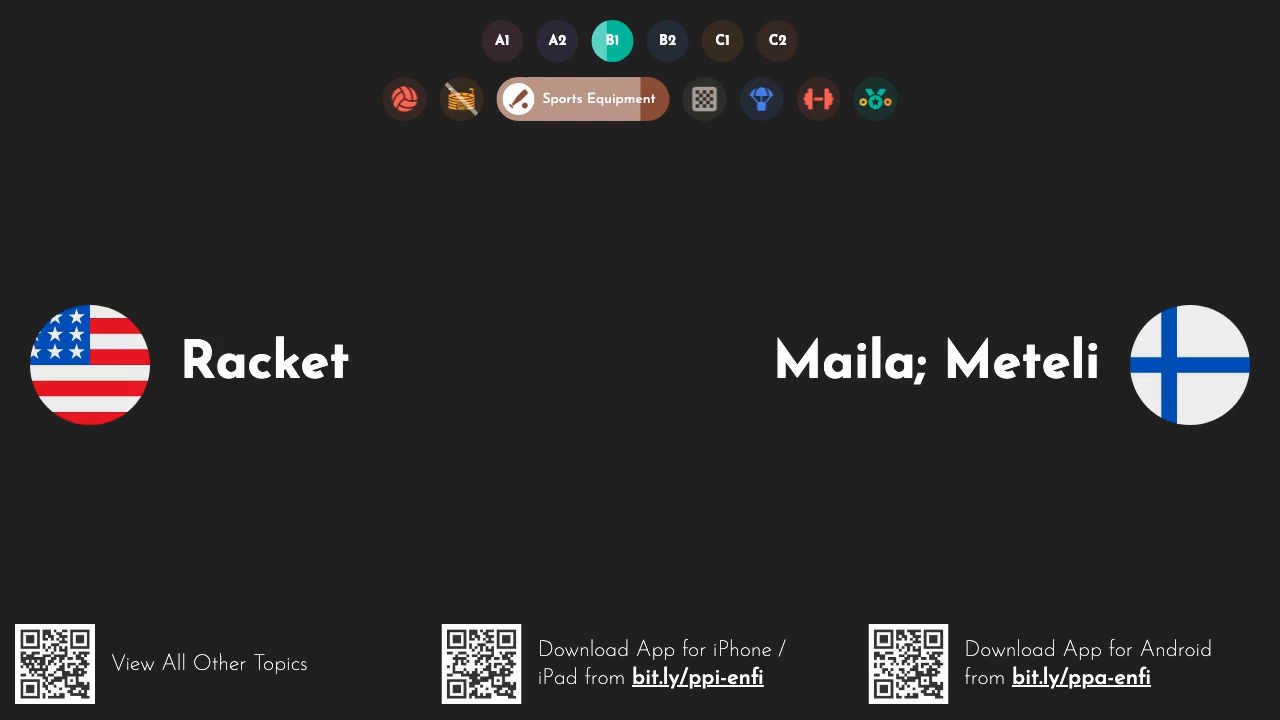 A1 A2 B1 B2 C1 C2
Sports Equipment
Racket
Maila; Meteli
View All Other Topics
Download App for iPhone /
iPad from bit.ly/ppi-enfi
Download App for Android
from bit.ly/ppa-enfi